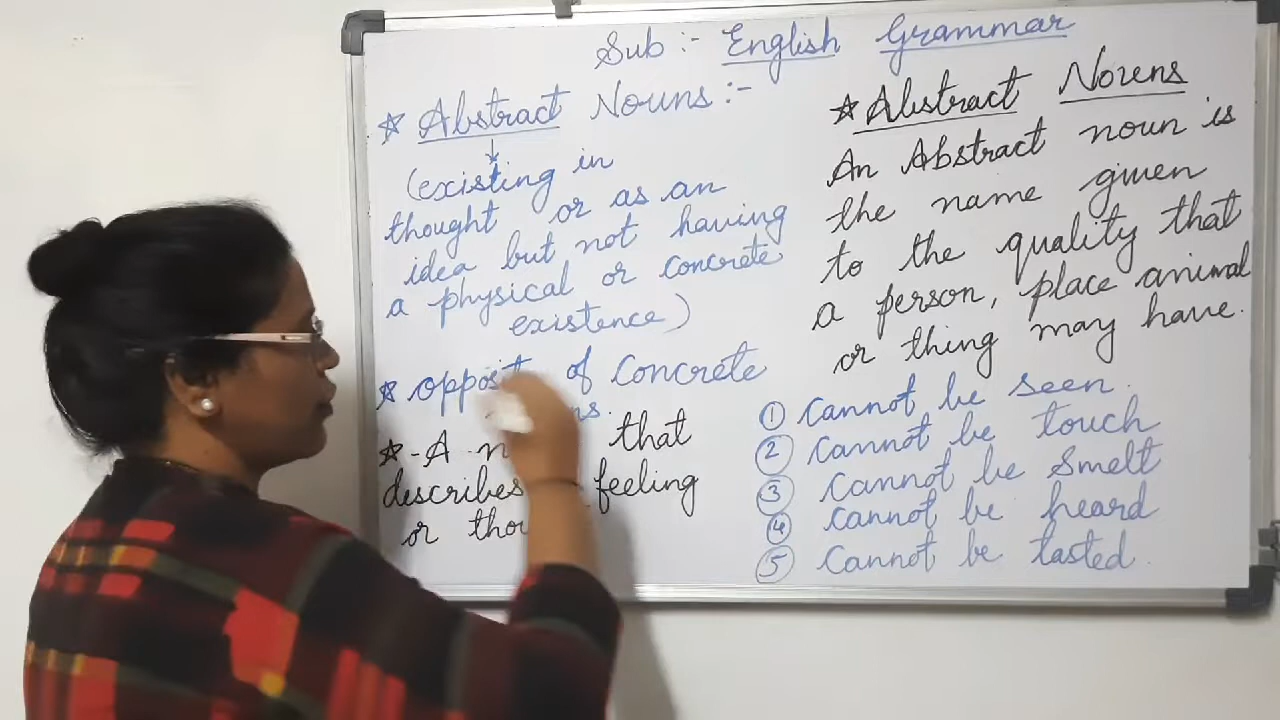 Sub :- English Grammar
* Abstract Nouns :-
(existing in
thought or as an
idea but not having
a physical or concrete
existence)
* opposit of Concrete
ns.
* - A n that
describes feeling
or thou
* Abstract Nouns
An Abstract noun is
the name given
to the quality that
a person, place animal
or thing may have.
① Cannot be seen.
② Cannot be touch
③ Cannot be smelt
④ Cannot be heard
⑤ Cannot be tasted.